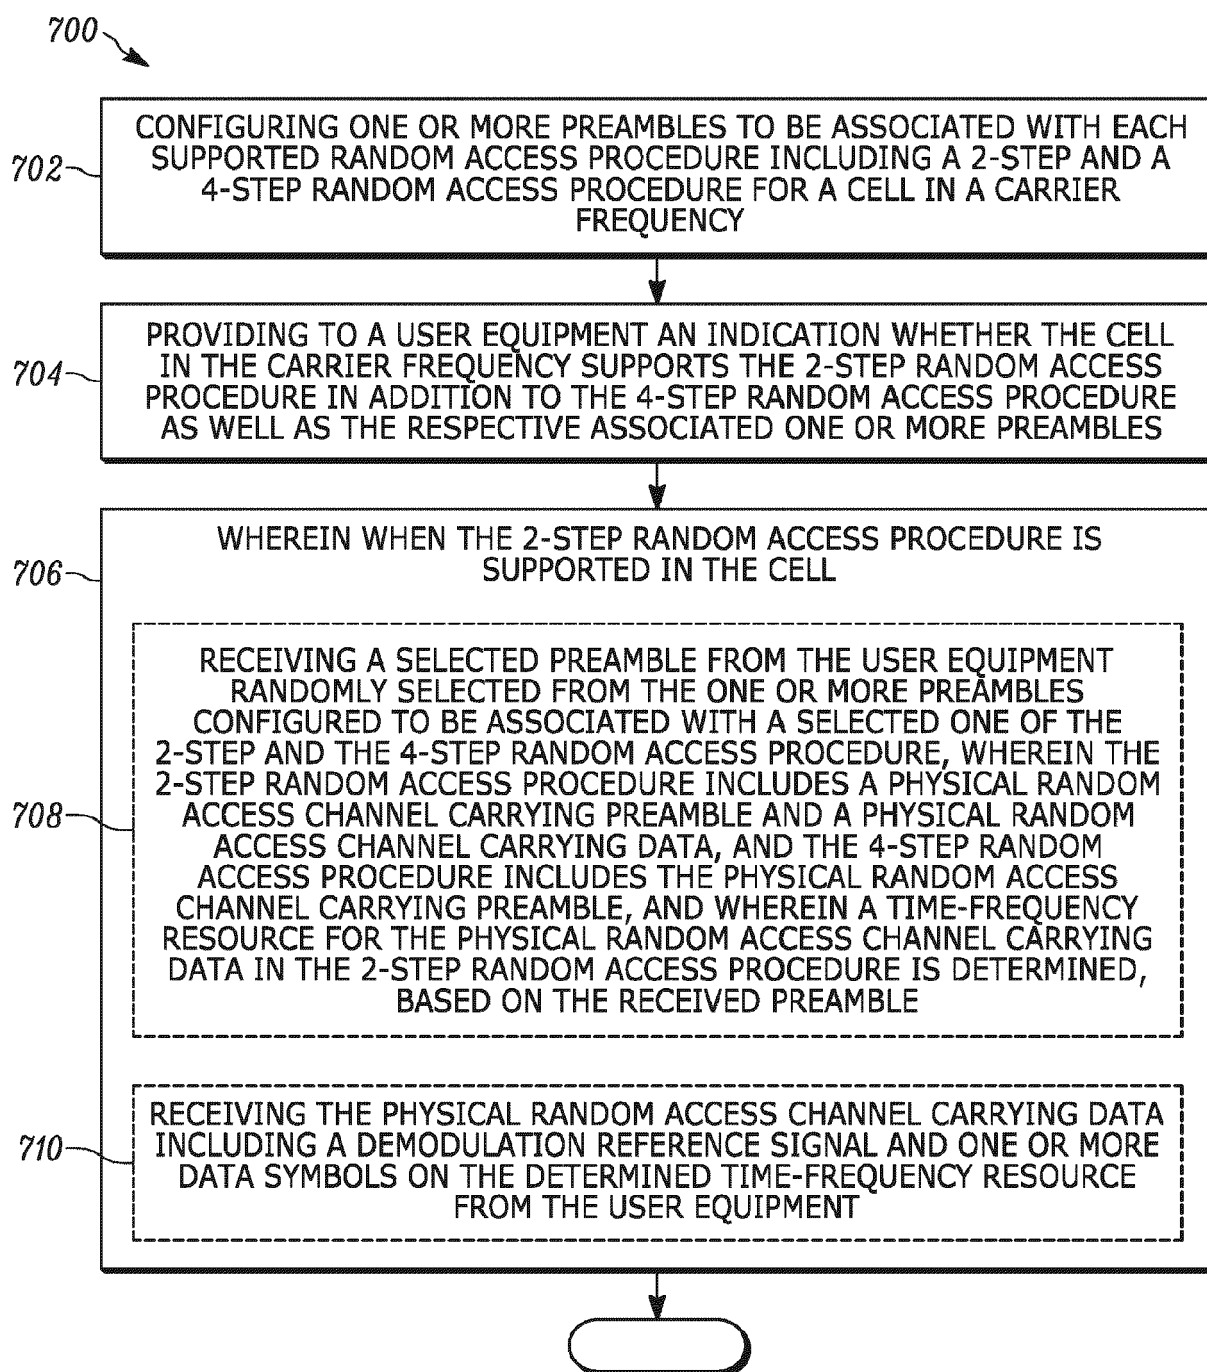 700
702
CONFIGURING ONE OR MORE PREAMBLES TO BE ASSOCIATED WITH EACH
SUPPORTED RANDOM ACCESS PROCEDURE INCLUDING A 2-STEP AND A
4-STEP RANDOM ACCESS PROCEDURE FOR A CELL IN A CARRIER
FREQUENCY
704
PROVIDING TO A USER EQUIPMENT AN INDICATION WHETHER THE CELL
IN THE CARRIER FREQUENCY SUPPORTS THE 2-STEP RANDOM ACCESS
PROCEDURE IN ADDITION TO THE 4-STEP RANDOM ACCESS PROCEDURE
AS WELL AS THE RESPECTIVE ASSOCIATED ONE OR MORE PREAMBLES
706
WHEREIN WHEN THE 2-STEP RANDOM ACCESS PROCEDURE IS
SUPPORTED IN THE CELL
708
RECEIVING A SELECTED PREAMBLE FROM THE USER EQUIPMENT
RANDOMLY SELECTED FROM THE ONE OR MORE PREAMBLES
CONFIGURED TO BE ASSOCIATED WITH A SELECTED ONE OF THE
2-STEP AND THE 4-STEP RANDOM ACCESS PROCEDURE, WHEREIN THE
2-STEP RANDOM ACCESS PROCEDURE INCLUDES A PHYSICAL RANDOM
ACCESS CHANNEL CARRYING PREAMBLE AND A PHYSICAL RANDOM
ACCESS CHANNEL CARRYING DATA, AND THE 4-STEP RANDOM
ACCESS PROCEDURE INCLUDES THE PHYSICAL RANDOM ACCESS
CHANNEL CARRYING PREAMBLE, AND WHEREIN A TIME-FREQUENCY
RESOURCE FOR THE PHYSICAL RANDOM ACCESS CHANNEL CARRYING
DATA IN THE 2-STEP RANDOM ACCESS PROCEDURE IS DETERMINED,
BASED ON THE RECEIVED PREAMBLE
710
RECEIVING THE PHYSICAL RANDOM ACCESS CHANNEL CARRYING DATA
INCLUDING A DEMODULATION REFERENCE SIGNAL AND ONE OR MORE
DATA SYMBOLS ON THE DETERMINED TIME-FREQUENCY RESOURCE
FROM THE USER EQUIPMENT